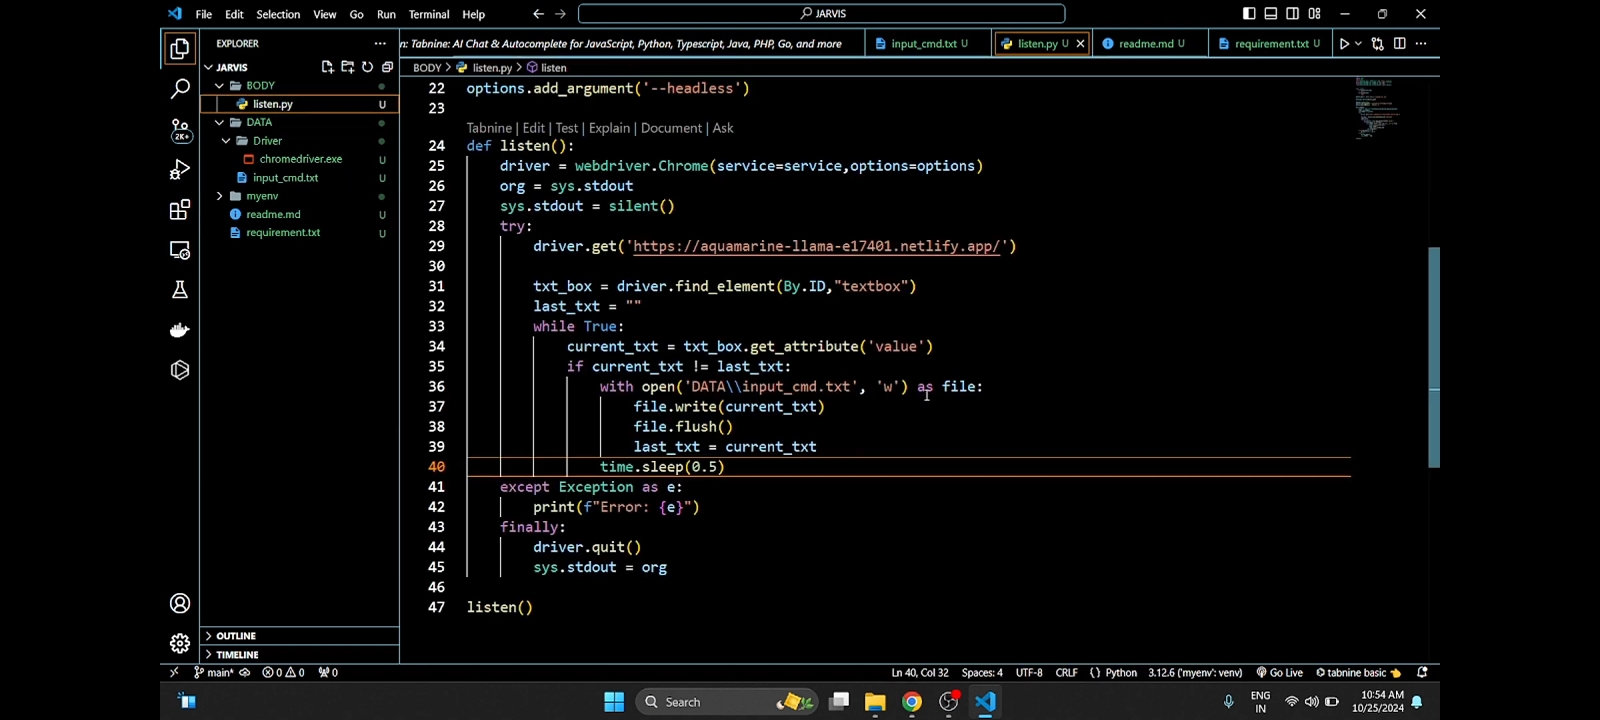 File Edit Selection View Go Run Terminal Help
JARVIS
EXPLORER ...
n: Tabnine: AI Chat & Autocomplete for JavaScript, Python, Typescript, Java, PHP, Go, and more
input_cmd.txt U
listen.py U
readme.md U
requirement.txt U
JARVIS
BODY
listen.py U
DATA
Driver
chromedriver.exe U
input_cmd.txt U
myenv
readme.md U
requirement.txt U
2K+
BODY > listen.py > listen
22 options.add_argument('--headless')
23
Tabnine | Edit | Test | Explain | Document | Ask
24 def listen():
25 driver = webdriver.Chrome(service=service,options=options)
26 org = sys.stdout
27 sys.stdout = silent()
28 try:
29 driver.get('https://aquamarine-llama-e17401.netlify.app/')
30
31 txt_box = driver.find_element(By.ID,"textbox")
32 last_txt = ""
33 while True:
34 current_txt = txt_box.get_attribute('value')
35 if current_txt != last_txt:
36 with open('DATA\\input_cmd.txt', 'w') as file:
37 file.write(current_txt)
38 file.flush()
39 last_txt = current_txt
40 time.sleep(0.5)
41 except Exception as e:
42 print(f"Error: {e}")
43 finally:
44 driver.quit()
45 sys.stdout = org
46
47 listen()
OUTLINE
TIMELINE
main* 0 0 0 Ln 40, Col 32 Spaces: 4 UTF-8 CRLF { } Python 3.12.6 ('myenv': venv) Go Live tabnine basic
Search
ENG
IN
10:54 AM
10/25/2024